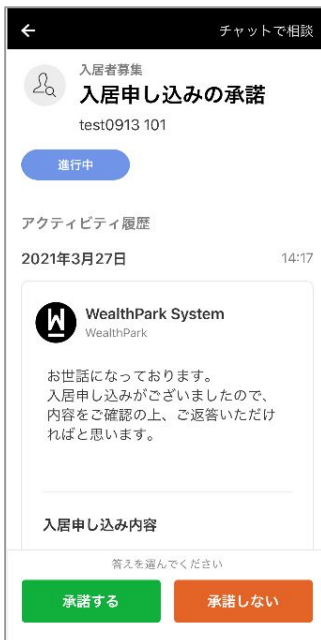 チャットで相談
入居者募集
入居申し込みの承諾
test0913 101
進行中
アクティビティ履歴
2021年3月27日 14:17
WealthPark System
WealthPark
お世話になっております。
入居申し込みがございましたので、
内容をご確認の上、ご返答いただけ
ればと思います。
入居申し込み内容
答えを選んでください
承諾する 承諾しない